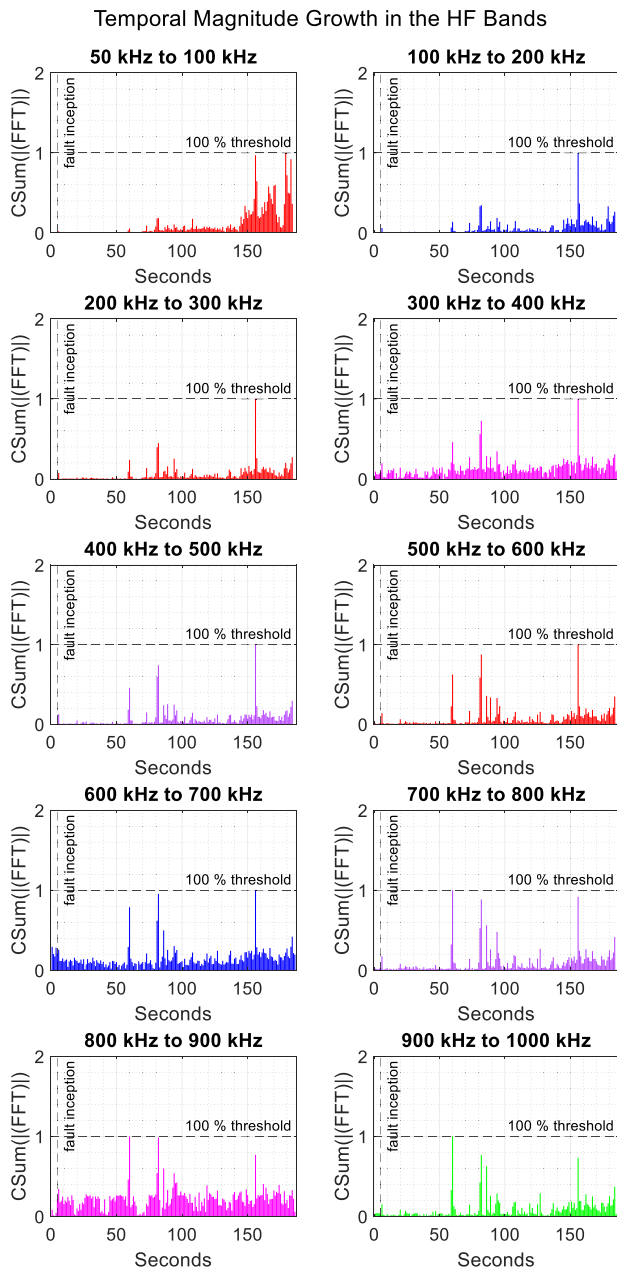 Temporal Magnitude Growth in the HF Bands
50 kHz to 100 kHz
CSum(|(FFT)|)
2
1
0
fault inception
100 % threshold
0 50 100 150
Seconds
100 kHz to 200 kHz
CSum(|(FFT)|)
2
1
0
fault inception
100 % threshold
0 50 100 150
Seconds
200 kHz to 300 kHz
CSum(|(FFT)|)
2
1
0
fault inception
100 % threshold
0 50 100 150
Seconds
300 kHz to 400 kHz
CSum(|(FFT)|)
2
1
0
fault inception
100 % threshold
0 50 100 150
Seconds
400 kHz to 500 kHz
CSum(|(FFT)|)
2
1
0
fault inception
100 % threshold
0 50 100 150
Seconds
500 kHz to 600 kHz
CSum(|(FFT)|)
2
1
0
fault inception
100 % threshold
0 50 100 150
Seconds
600 kHz to 700 kHz
CSum(|(FFT)|)
2
1
0
fault inception
100 % threshold
0 50 100 150
Seconds
700 kHz to 800 kHz
CSum(|(FFT)|)
2
1
0
fault inception
100 % threshold
0 50 100 150
Seconds
800 kHz to 900 kHz
CSum(|(FFT)|)
2
1
0
fault inception
100 % threshold
0 50 100 150
Seconds
900 kHz to 1000 kHz
CSum(|(FFT)|)
2
1
0
fault inception
100 % threshold
0 50 100 150
Seconds